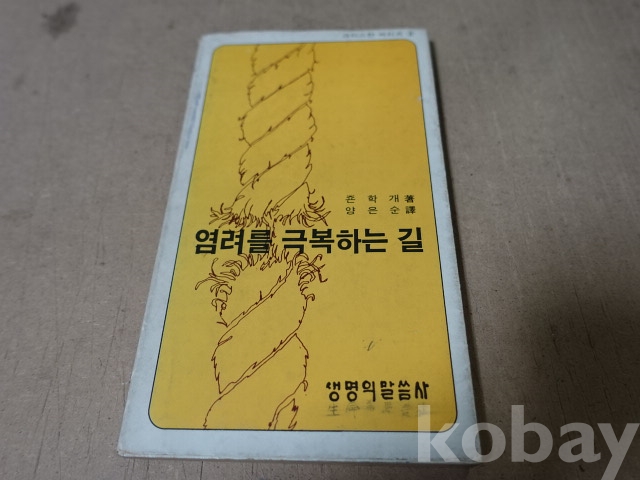 죤 학 개 著
양 은 순 譯
염려를 극복하는 길
생명의말씀사
kobay